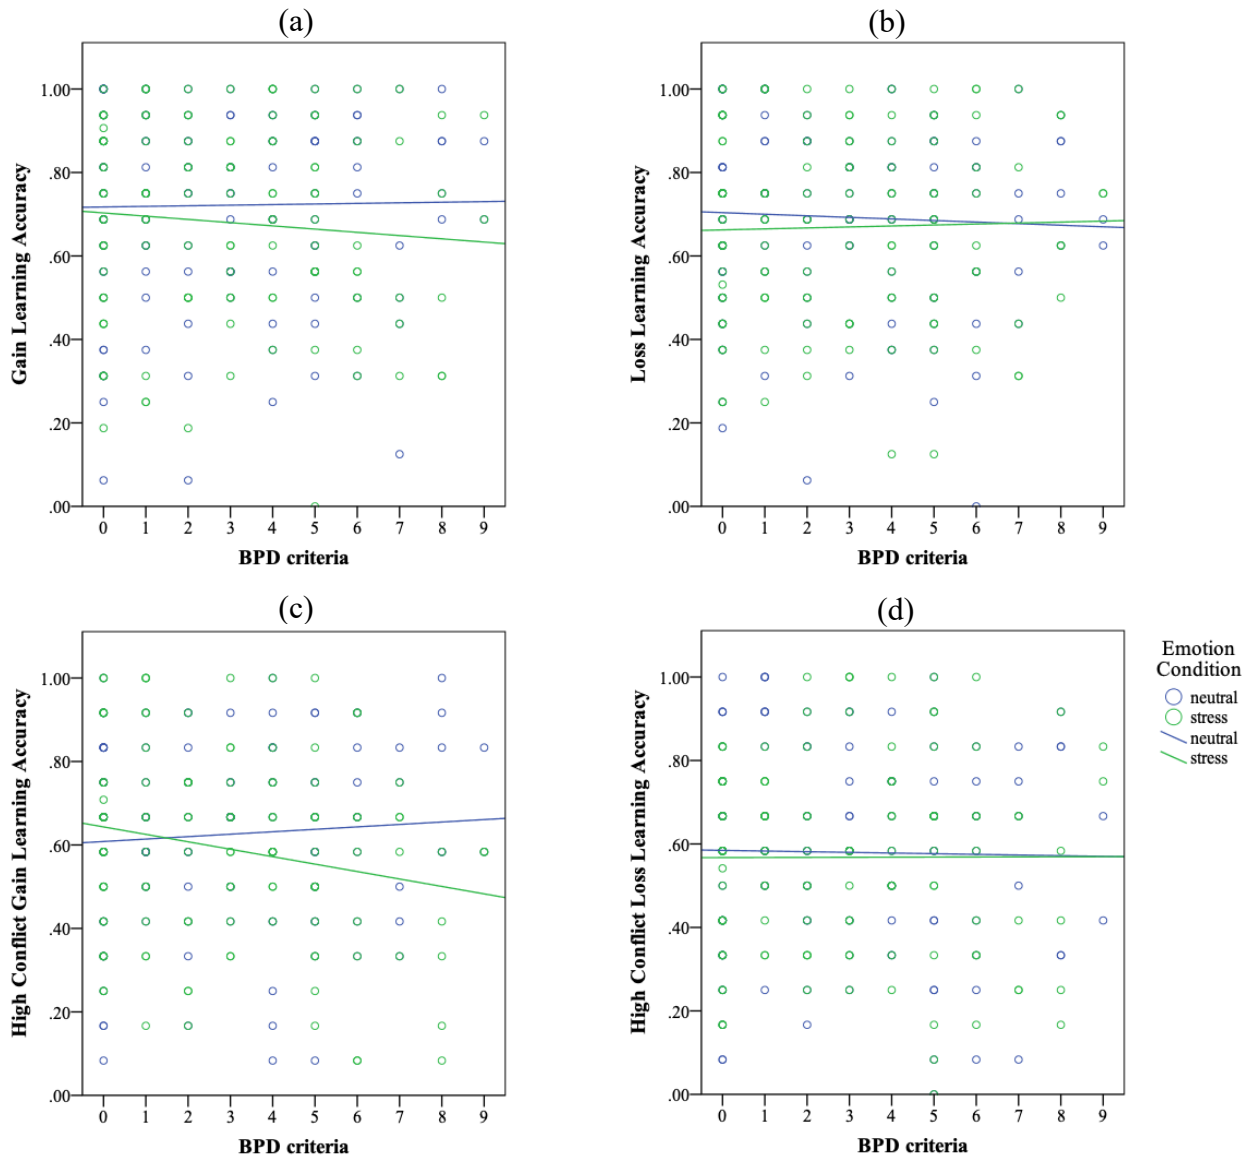 (a)
Gain Learning Accuracy
1.00
.80
.60
.40
.20
.00
0 1 2 3 4 5 6 7 8 9
BPD criteria
(b)
Loss Learning Accuracy
1.00
.80
.60
.40
.20
.00
0 1 2 3 4 5 6 7 8 9
BPD criteria
(c)
High Conflict Gain Learning Accuracy
1.00
.80
.60
.40
.20
.00
0 1 2 3 4 5 6 7 8 9
BPD criteria
(d)
High Conflict Loss Learning Accuracy
1.00
.80
.60
.40
.20
.00
0 1 2 3 4 5 6 7 8 9
BPD criteria
Emotion
Condition
neutral
stress
neutral
stress